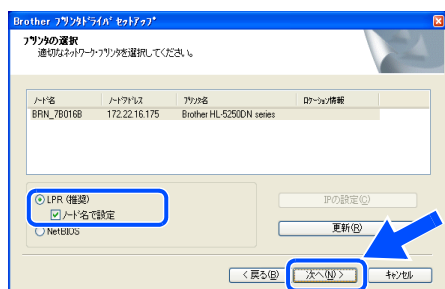 Brother プリンタドライバ セットアップ
プリンタの選択
適切なネットワーク・プリンタを選択してください。
ノード名 ノードアドレス プリンタ名 ロケーション情報
BRN_7B016B 172.22.16.175 Brother HL-5250DN series
LPR (推奨)
ノード名で設定
NetBIOS
IPの設定(C)
更新(R)
< 戻る(B) 次へ(N) > キャンセル